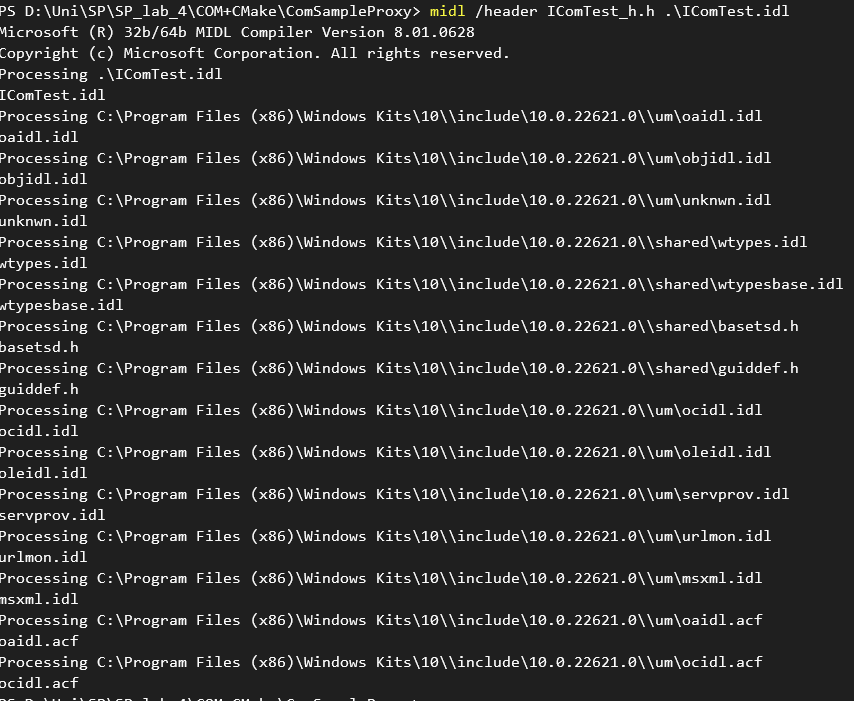 PS D:\Uni\SP\SP_lab_4\COM+CMake\ComSampleProxy> midl /header IComTest_h.h .\IComTest.idl
Microsoft (R) 32b/64b MIDL Compiler Version 8.01.0628
Copyright (c) Microsoft Corporation. All rights reserved.
Processing .\IComTest.idl
IComTest.idl
Processing C:\Program Files (x86)\Windows Kits\10\\include\10.0.22621.0\\um\oaidl.idl
oaidl.idl
Processing C:\Program Files (x86)\Windows Kits\10\\include\10.0.22621.0\\um\objidl.idl
objidl.idl
Processing C:\Program Files (x86)\Windows Kits\10\\include\10.0.22621.0\\um\unknwn.idl
unknwn.idl
Processing C:\Program Files (x86)\Windows Kits\10\\include\10.0.22621.0\\shared\wtypes.idl
wtypes.idl
Processing C:\Program Files (x86)\Windows Kits\10\\include\10.0.22621.0\\shared\wtypesbase.idl
wtypesbase.idl
Processing C:\Program Files (x86)\Windows Kits\10\\include\10.0.22621.0\\shared\basetsd.h
basetsd.h
Processing C:\Program Files (x86)\Windows Kits\10\\include\10.0.22621.0\\shared\guiddef.h
guiddef.h
Processing C:\Program Files (x86)\Windows Kits\10\\include\10.0.22621.0\\um\ocidl.idl
ocidl.idl
Processing C:\Program Files (x86)\Windows Kits\10\\include\10.0.22621.0\\um\oleidl.idl
oleidl.idl
Processing C:\Program Files (x86)\Windows Kits\10\\include\10.0.22621.0\\um\servprov.idl
servprov.idl
Processing C:\Program Files (x86)\Windows Kits\10\\include\10.0.22621.0\\um\urlmon.idl
urlmon.idl
Processing C:\Program Files (x86)\Windows Kits\10\\include\10.0.22621.0\\um\msxml.idl
msxml.idl
Processing C:\Program Files (x86)\Windows Kits\10\\include\10.0.22621.0\\um\oaidl.acf
oaidl.acf
Processing C:\Program Files (x86)\Windows Kits\10\\include\10.0.22621.0\\um\ocidl.acf
ocidl.acf